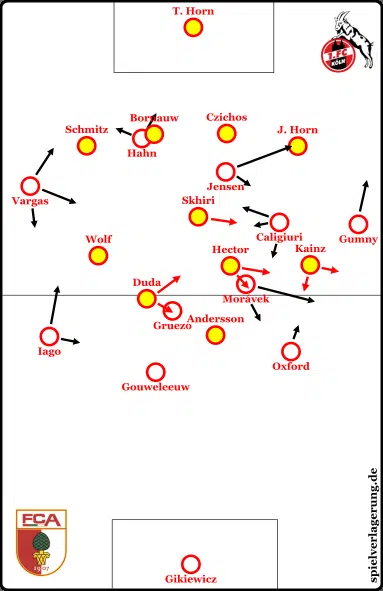 T. Horn
1.FC
KÖLN
Bornauw
Czichos
Schmitz
J. Horn
Hahn
Jensen
Vargas
Skhiri
Caligiuri
Gumny
Wolf
Hector
Kainz
Duda
Moravek
Gruezo
Andersson
Iago
Oxford
Gouweleeuw
spielverlagerung.de
FCA
1907
Gikiewicz